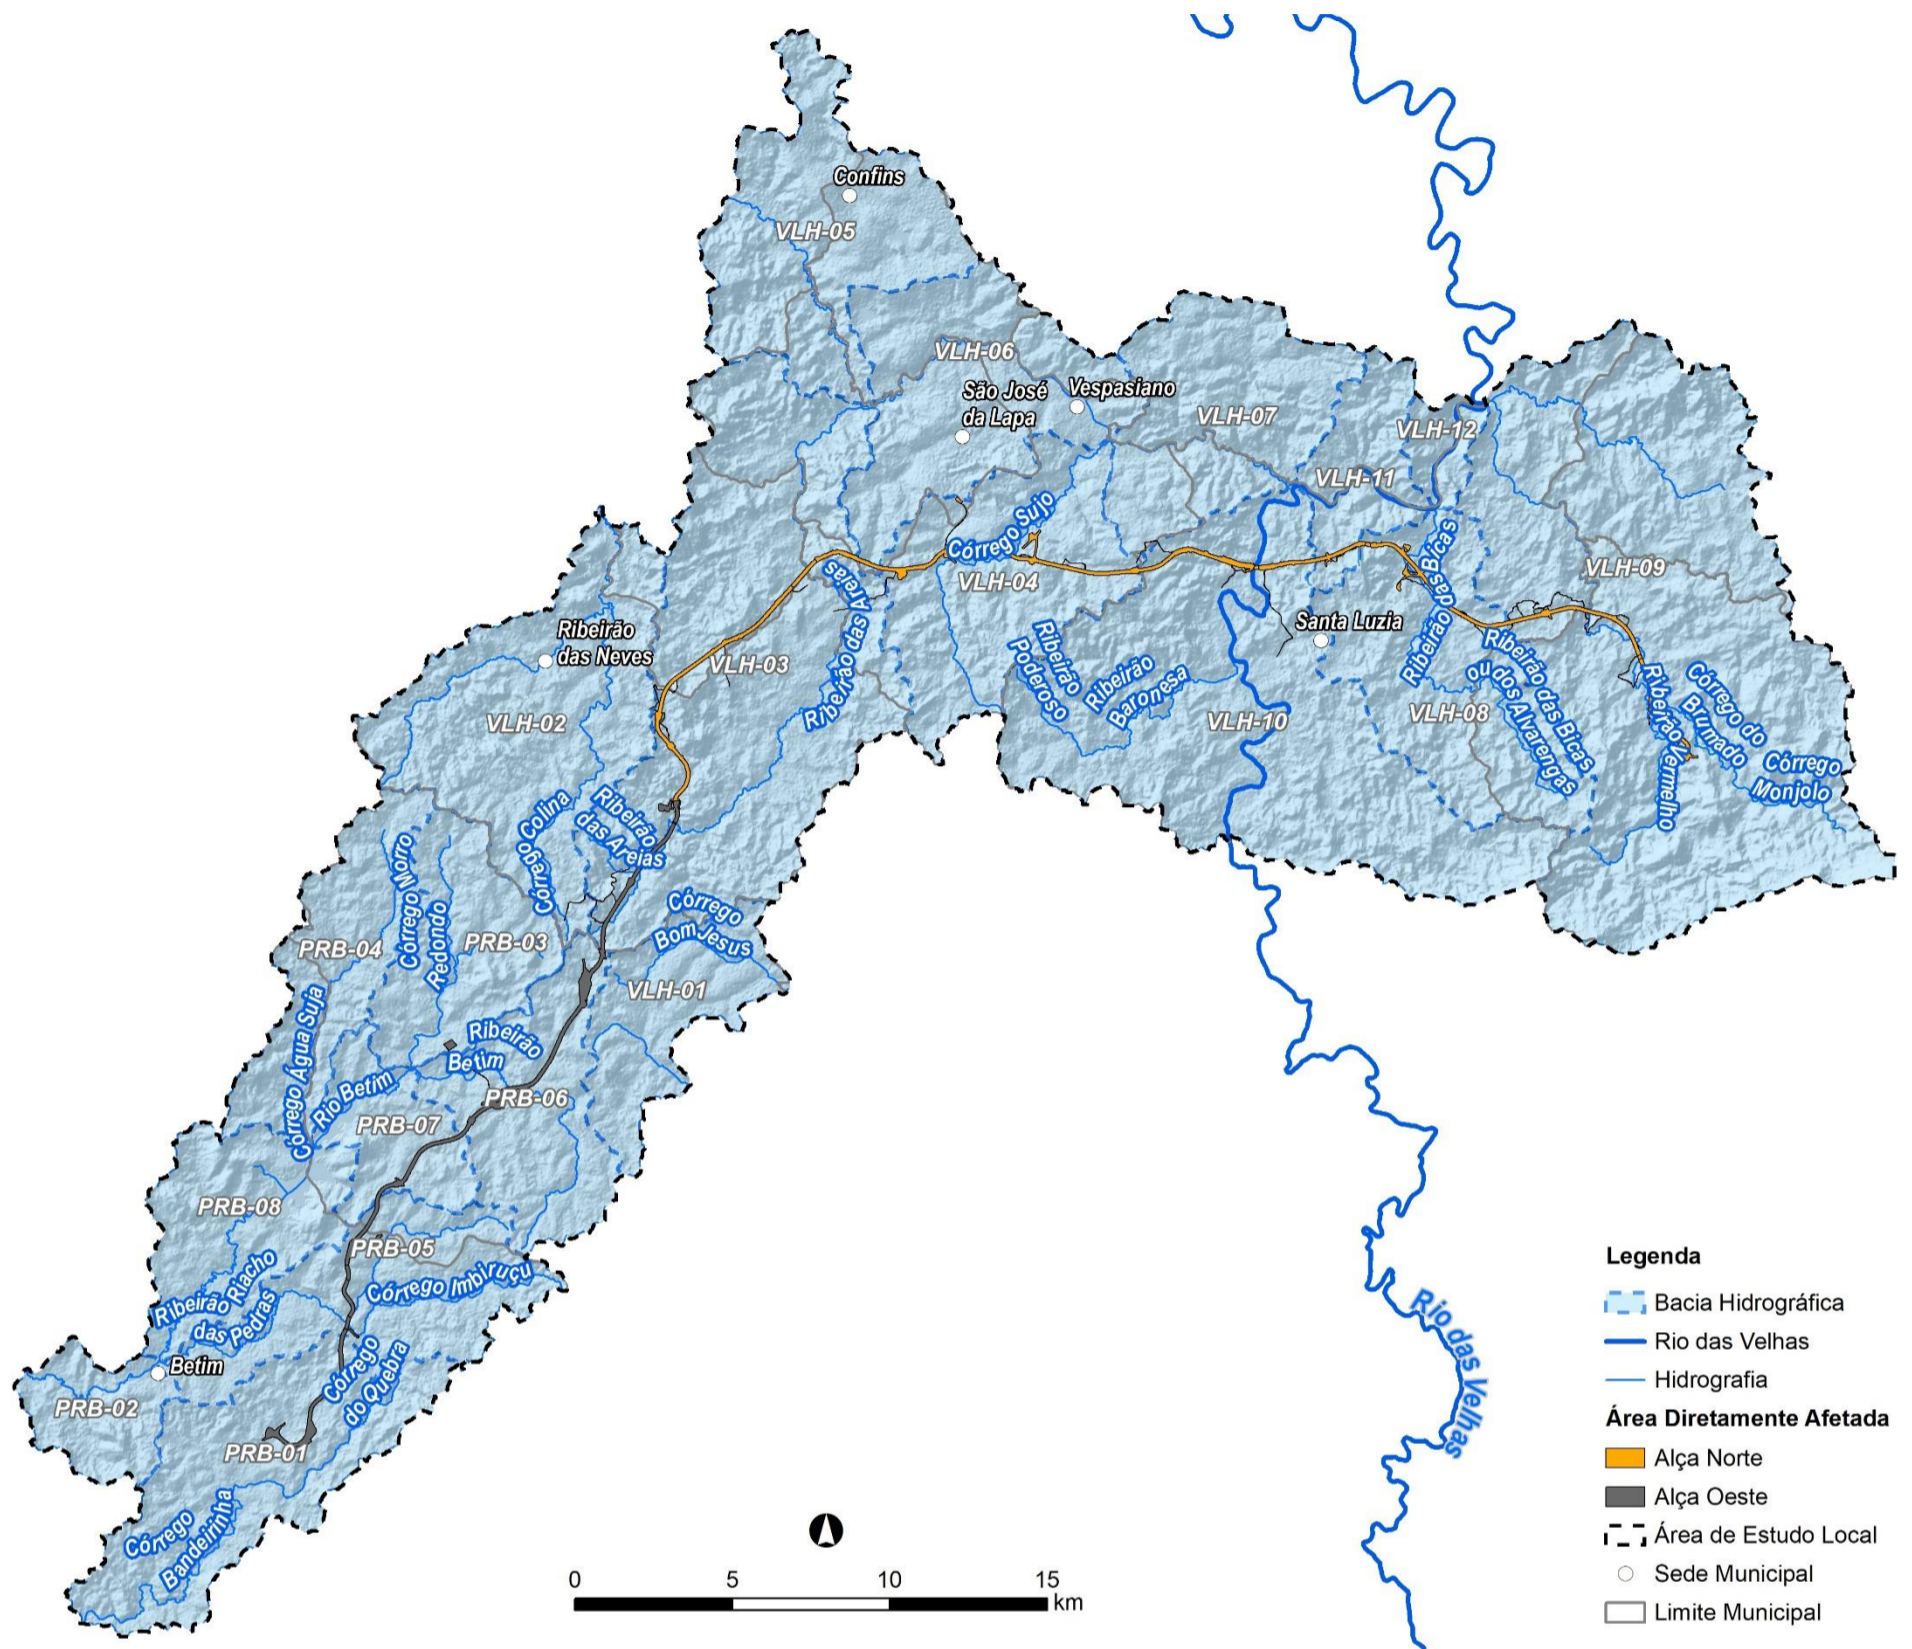 Confins
VLH-05
VLH-06
São José
da Lapa
Vespasiano
VLH-07
VLH-12
VLH-11
Córrego Sujo
VLH-04
Ribeirão das Areias
VLH-09
Ribeirão das Bicas
Ribeirão
das Neves
VLH-03
VLH-02
Ribeirão
Poderoso
Ribeirão
Baronesa
Santa Luzia
VLH-10
VLH-08
Ribeirão das Bicas
ou dos Alvarengas
Ribeirão Vermelho
Córrego do
Brumado
Córrego
Monjolo
Córrego Colina
Ribeirão
das Areias
Córrego Morro
Redondo
Córrego
Bom Jesus
PRB-04
PRB-03
VLH-01
Córrego Água Suja
Rio Betim
Ribeirão
Betim
PRB-06
PRB-07
PRB-08
PRB-05
Córrego Imbiruçu
Ribeirão Riacho
das Pedras
Betim
Córrego
do Quebra
PRB-02
PRB-01
Córrego
Bandeirinha
Rio das Velhas
0 5 10 15
km
Legenda
Bacia Hidrográfica
Rio das Velhas
Hidrografia
Área Diretamente Afetada
Alça Norte
Alça Oeste
Área de Estudo Local
Sede Municipal
Limite Municipal